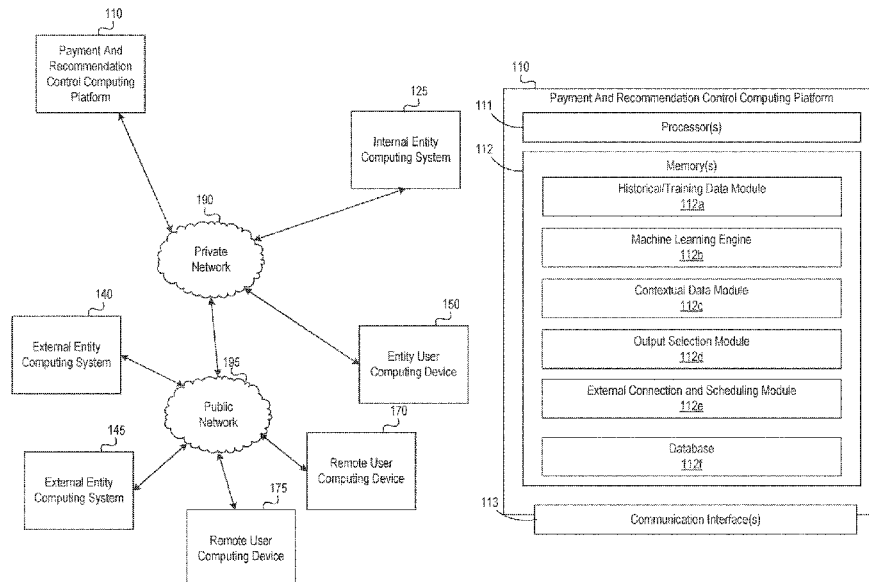 110
Payment And
Recommendation
Control Computing
Platform
125
Internal Entity
Computing System
190
Private
Network
140
External Entity
Computing System
150
Entity User
Computing Device
195
Public
Network
145
External Entity
Computing System
170
Remote User
Computing Device
175
Remote User
Computing Device
110
Payment And Recommendation Control Computing Platform
111
Processor(s)
112
Memory(s)
Historical/Training Data Module
112a
Machine Learning Engine
112b
Contextual Data Module
112c
Output Selection Module
112d
External Connection and Scheduling Module
112e
Database
112f
113
Communication Interface(s)